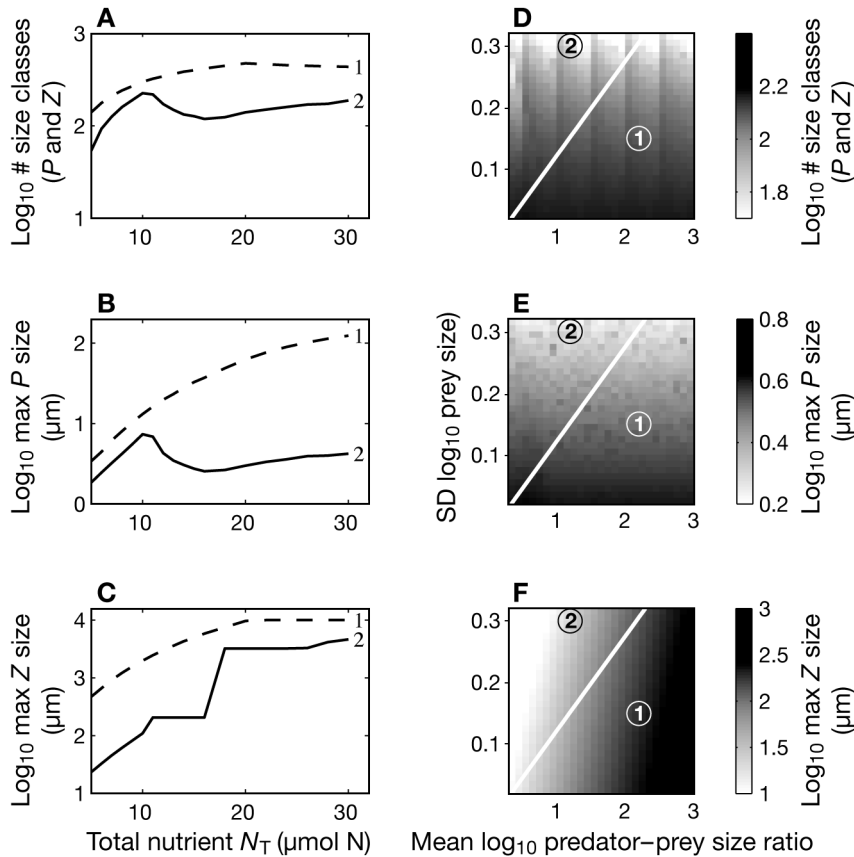 A
Log10 # size classes
(P and Z)
3
2
1
10
20
30
1
2
D
0.3
0.2
0.1
1
2
3
2
1
2.2
2
1.8
Log10 # size classes
(P and Z)
B
Log10 max P size
(µm)
2
1
0
10
20
30
1
2
E
SD log10 prey size)
0.3
0.2
0.1
1
2
3
2
1
0.8
0.6
0.4
0.2
Log10 max P size
(µm)
C
Log10 max Z size
(µm)
4
3
2
1
10
20
30
1
2
Total nutrient NT (µmol N)
F
0.3
0.2
0.1
1
2
3
2
1
3
2.5
2
1.5
1
Log10 max Z size
(µm)
Mean log10 predator–prey size ratio